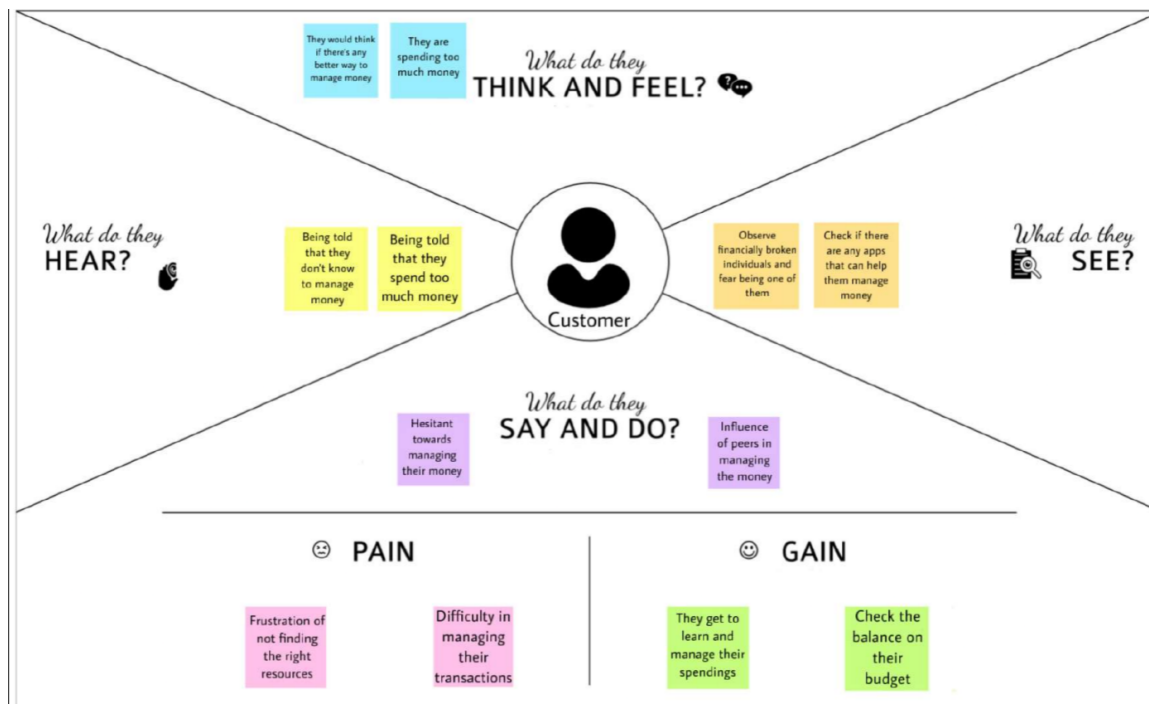 They would think
if there's any
better way to
manage money
They are
spending too
much money
What do they
THINK AND FEEL?
What do they
HEAR?
Being told
that they
don't know
to manage
money
Being told
that they
spend too
much money
Customer
Observe
financially broken
individuals and
fear being one of
them
Check if there
are any apps
that can help
them manage
money
What do they
SEE?
What do they
SAY AND DO?
Hesitant
towards
managing
their money
Influence
of peers in
managing
the money
PAIN
GAIN
Frustration of
not finding
the right
resources
Difficulty in
managing
their
transactions
They get to
learn and
manage their
spendings
Check the
balance on
their
budget